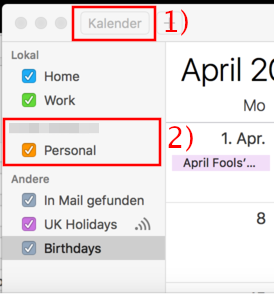 Kalender 1)
April 20
Lokal
Home
Work
Mo
2)
Personal
1. Apr.
April Fools'...
Andere
In Mail gefunden
UK Holidays
Birthdays
8